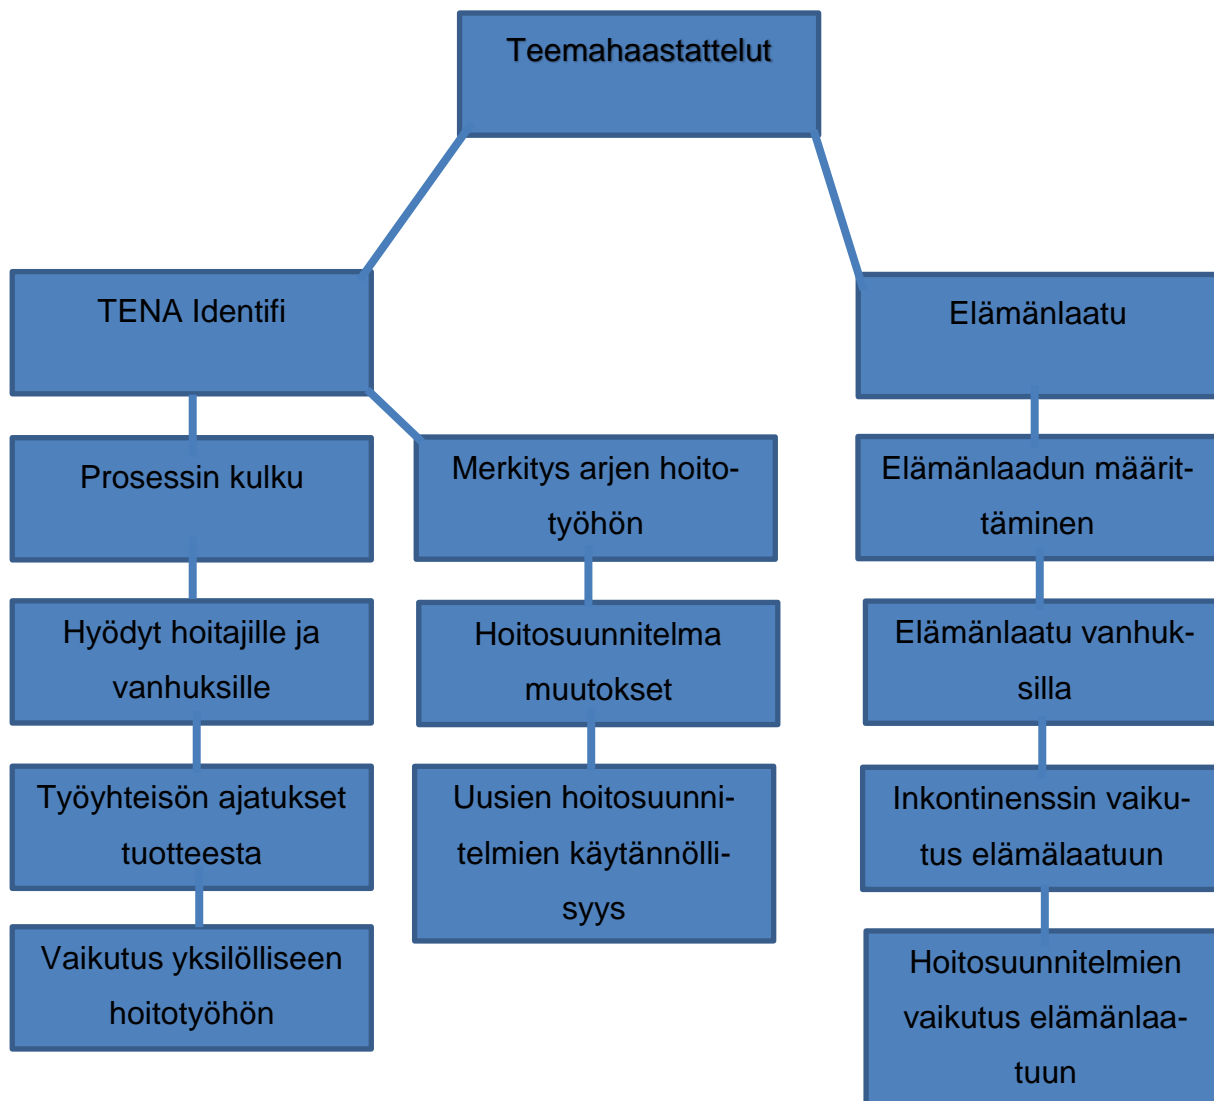 Teemahaastattelut
TENA Identifi
Elämänlaatu
Prosessin kulku
Merkitys arjen hoito-
työhön
Elämänlaadun määrit-
täminen
Hyödyt hoitajille ja
vanhuksille
Hoitosuunnitelma
muutokset
Elämänlaatu vanhuk-
silla
Työyhteisön ajatukset
tuotteesta
Uusien hoitosuunni-
telmien käytännölli-
syys
Inkontinenssin vaiku-
tus elämälaatuun
Vaikutus yksilölliseen
hoitotyöhön
Hoitosuunnitelmien
vaikutus elämänlaa-
tuun